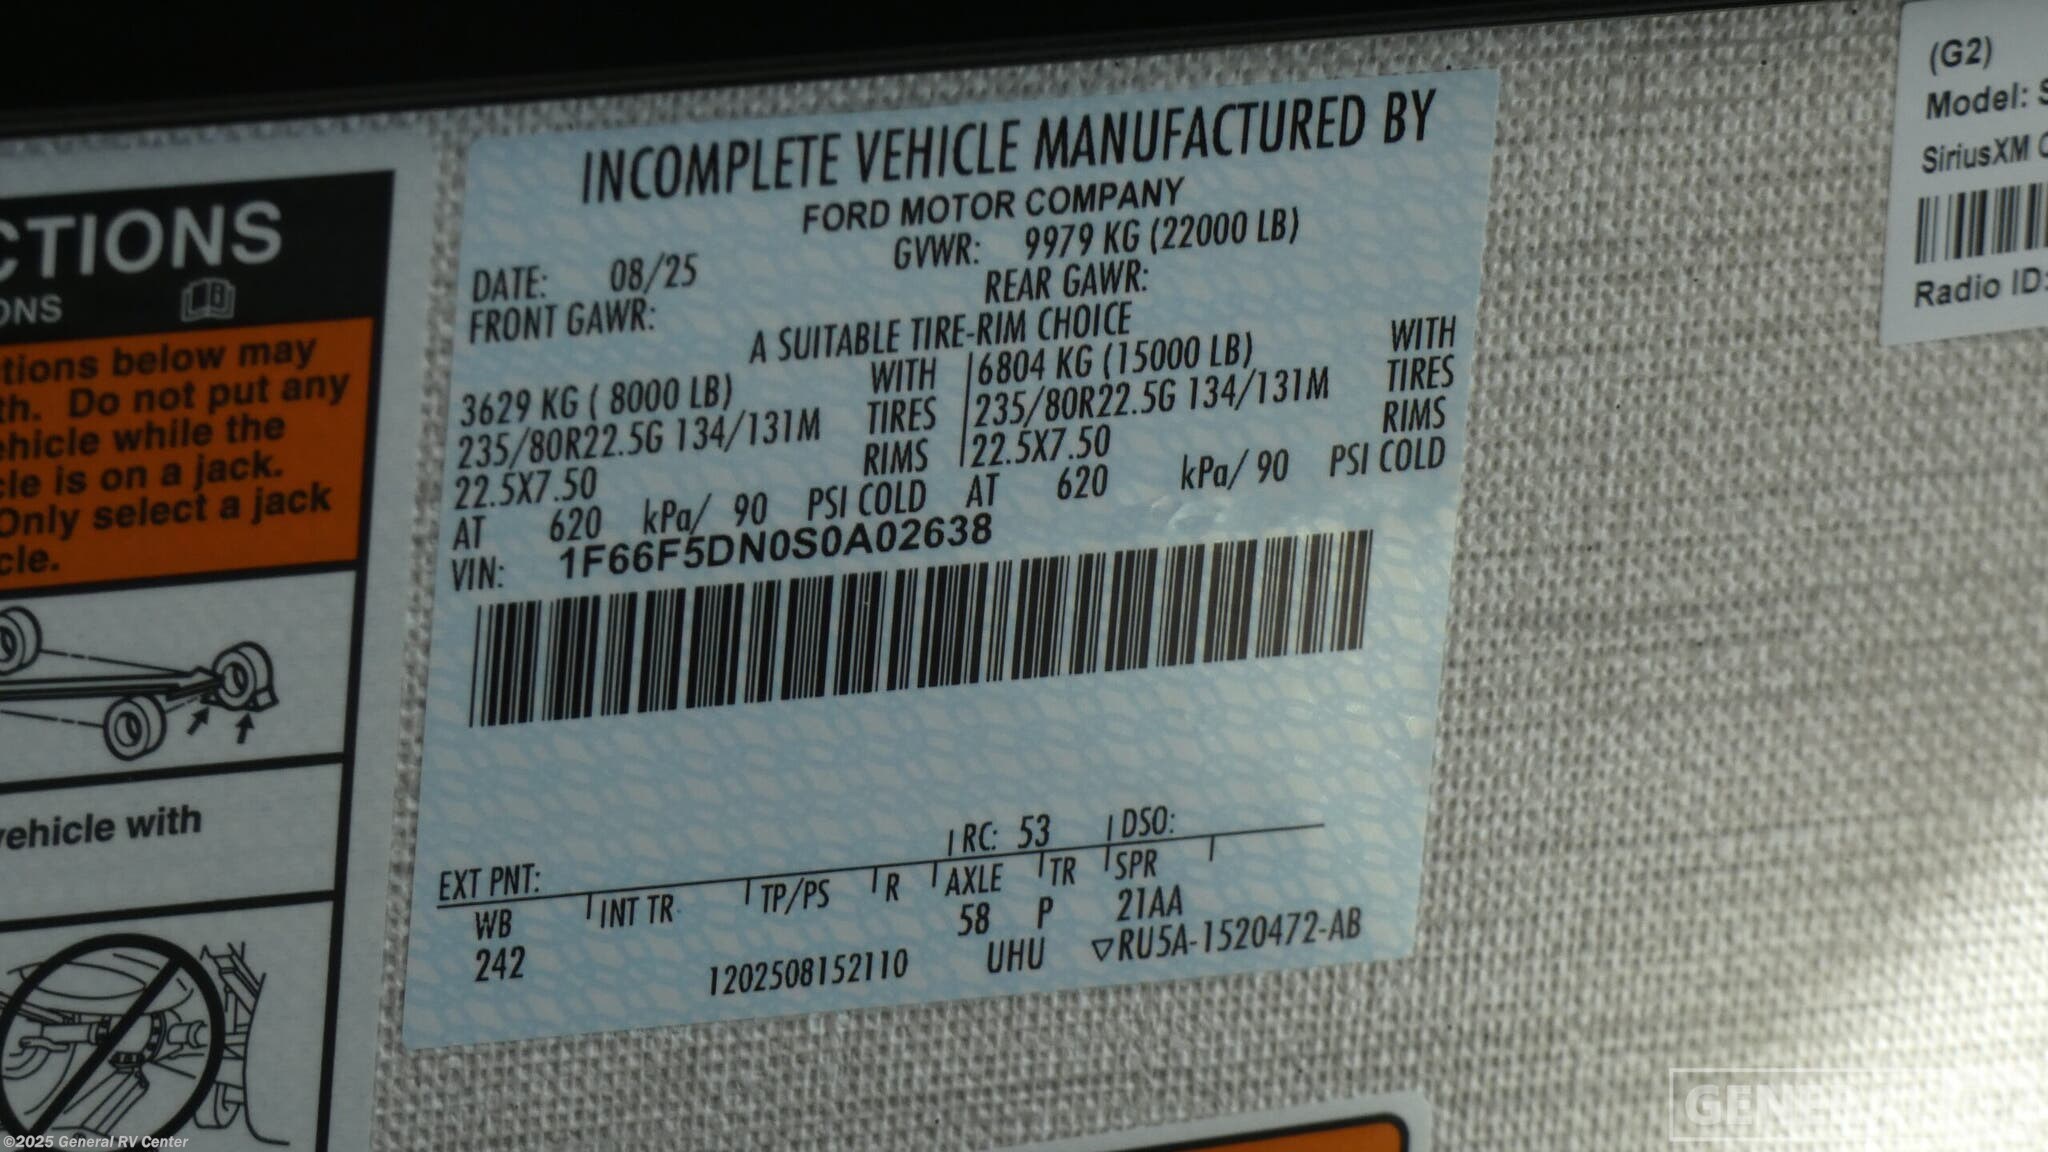 CTIONS
ONS
tions below may
th. Do not put any
ehicle while the
cle is on a jack.
Only select a jack
cle.
vehicle with
INCOMPLETE VEHICLE MANUFACTURED BY
FORD MOTOR COMPANY
DATE: 08/25 GVWR: 9979 KG (22000 LB)
FRONT GAWR: REAR GAWR:
A SUITABLE TIRE-RIM CHOICE
3629 KG ( 8000 LB) WITH 6804 KG (15000 LB) WITH
235/80R22.5G 134/131M TIRES 235/80R22.5G 134/131M TIRES
22.5X7.50 RIMS 22.5X7.50 RIMS
AT 620 kPa/ 90 PSI COLD AT 620 kPa/ 90 PSI COLD
VIN: 1F66F5DN0S0A02638
EXT PNT: RC: 53 DSO:
WB INT TR TP/PS R AXLE TR SPR
242 58 P 21AA
1202508152110 UHU ▽RU5A-1520472-AB
(G2)
Model: S
SiriusXM C
Radio ID:
©2025 General RV Center